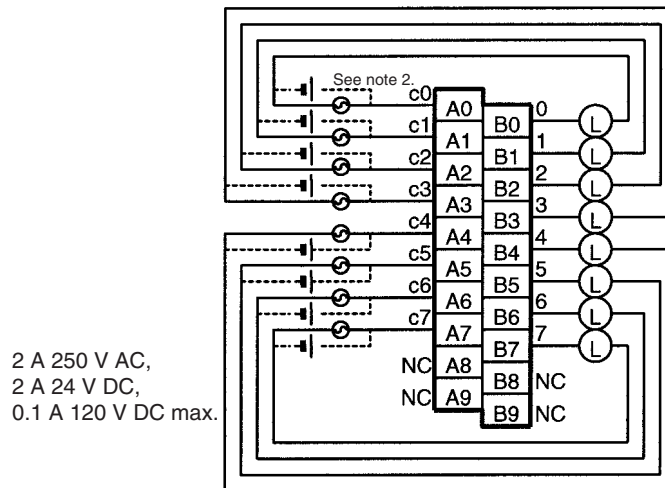 See note 2.
c0 A0 0
c1 B0
A1 1
c2 B1
A2 2
c3 B2
A3 3
c4 B3
A4 4
c5 B4
A5 5
c6 B5
A6 6
c7 B6
A7 7
NC A8 B7
B8 NC
NC A9
B9 NC
L
L
L
L
L
L
L
L
2 A 250 V AC,
2 A 24 V DC,
0.1 A 120 V DC max.